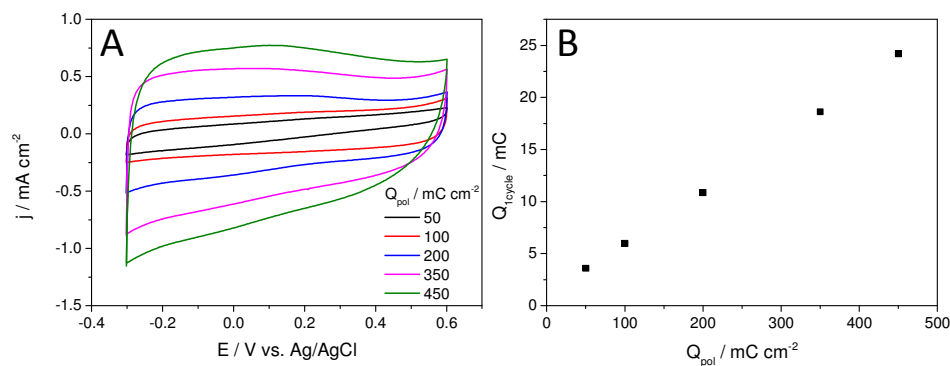 A
1.0
0.5
0.0
-0.5
-1.0
-1.5
j / mA cm⁻²
Q_pol / mC cm⁻²
50
100
200
350
450
-0.4 -0.2 0.0 0.2 0.4 0.6
E / V vs. Ag/AgCl
B
25
20
15
10
5
0
Q_1cycle / mC
0 100 200 300 400 500
Q_pol / mC cm⁻²